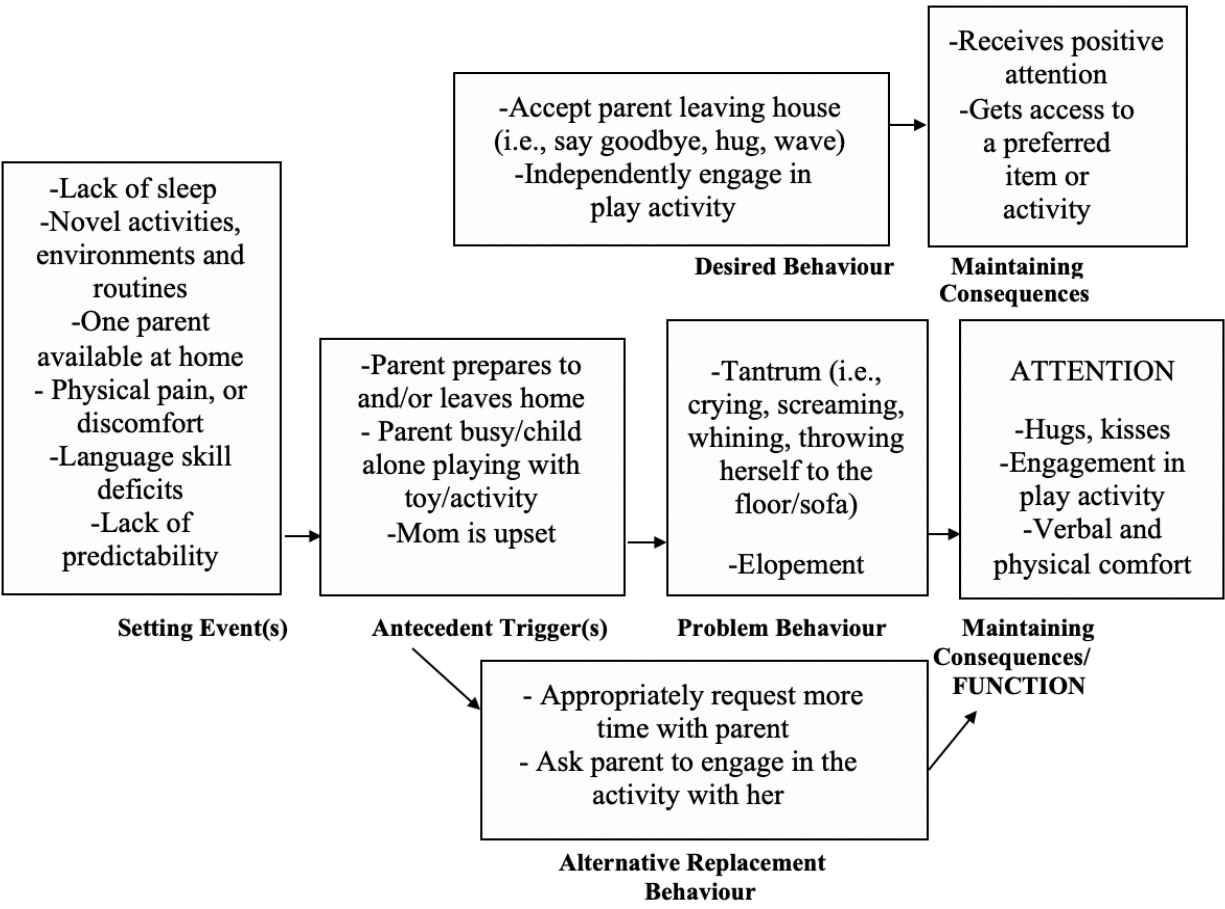 -Receives positive
attention
-Gets access to
a preferred
item or
activity
-Accept parent leaving house
(i.e., say goodbye, hug, wave)
-Independently engage in
play activity
Desired Behaviour
Maintaining
Consequences
-Lack of sleep
-Novel activities,
environments and
routines
-One parent
available at home
- Physical pain, or
discomfort
-Language skill
deficits
-Lack of
predictability
Setting Event(s)
-Parent prepares to
and/or leaves home
- Parent busy/child
alone playing with
toy/activity
-Mom is upset
Antecedent Trigger(s)
-Tantrum (i.e.,
crying, screaming,
whining, throwing
herself to the
floor/sofa)
-Elopement
Problem Behaviour
ATTENTION
-Hugs, kisses
-Engagement in
play activity
-Verbal and
physical comfort
Maintaining
Consequences/
FUNCTION
- Appropriately request more
time with parent
- Ask parent to engage in the
activity with her
Alternative Replacement
Behaviour